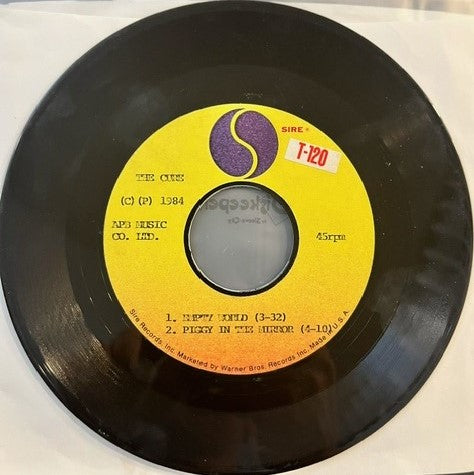 SIRE
T-120
THE CURE
(C) (P) 1984
APB MUSIC
CO. LTD.
45rpm
1. EMPTY WORLD (3-32)
2. PIGGY IN THE MIRROR (4-10)
Sire Records, Inc. Marketed by Warner Bros. Records Inc. Made in U.S.A.